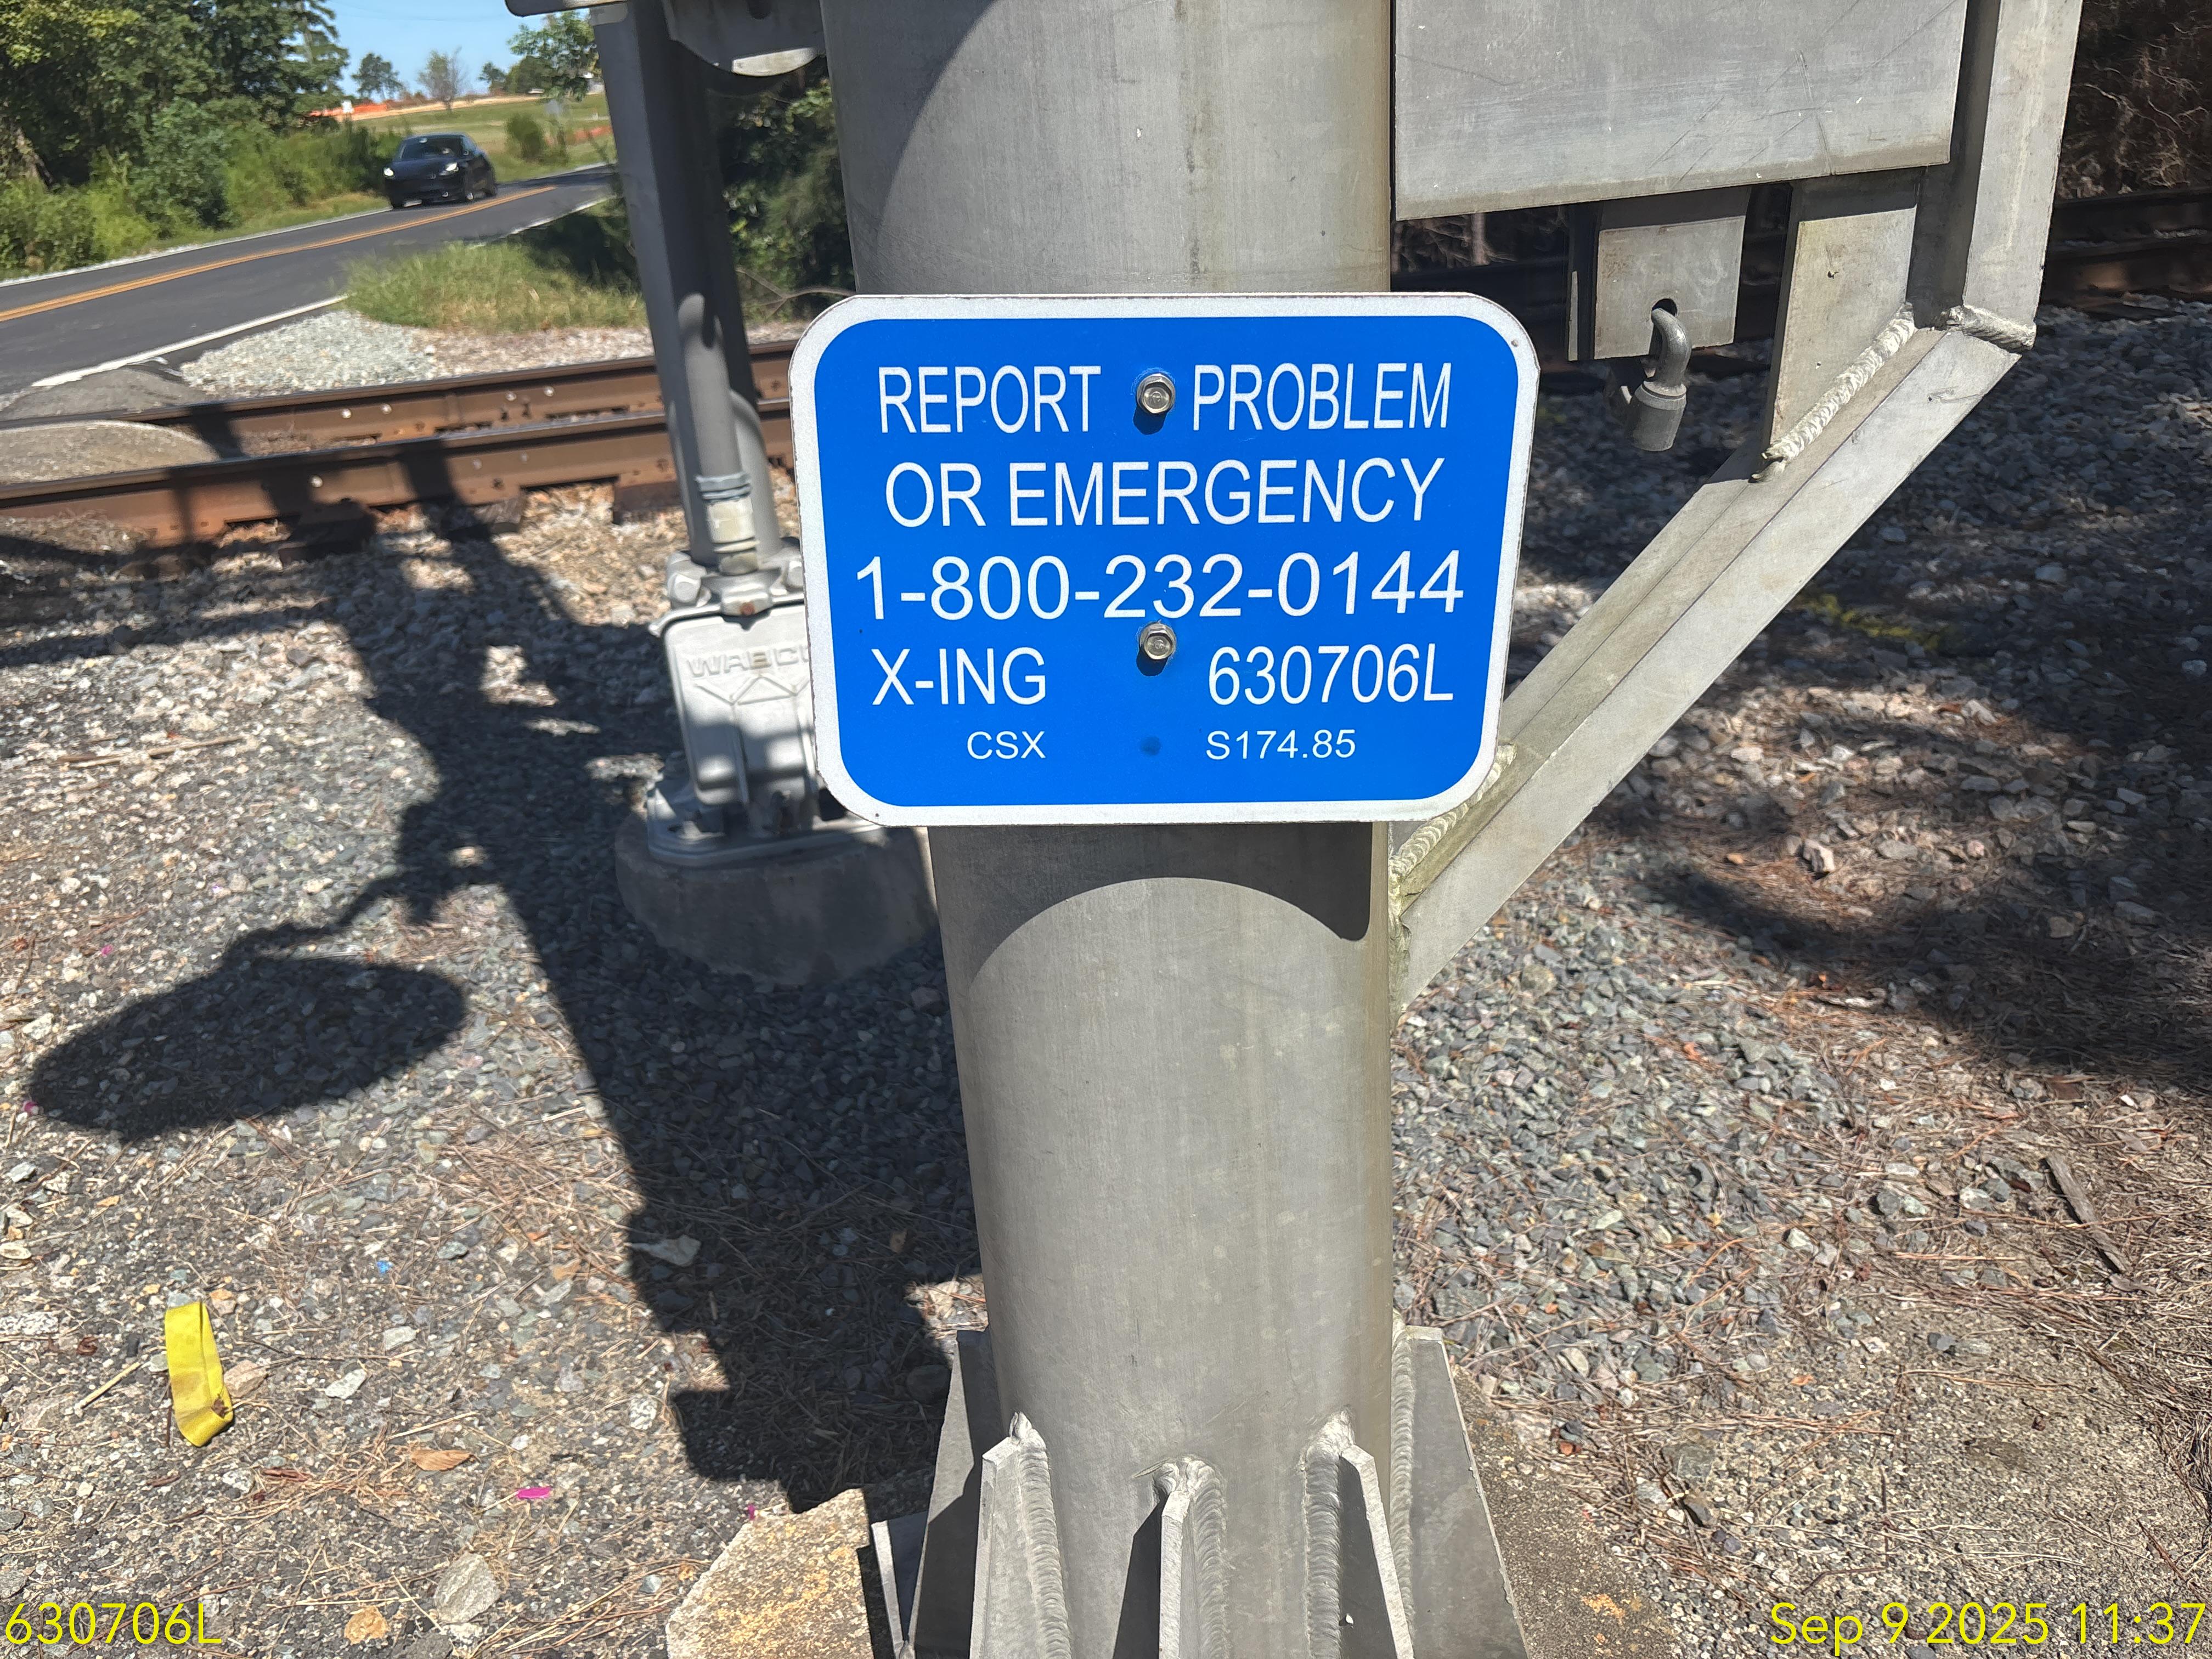 REPORT PROBLEM
OR EMERGENCY
1-800-232-0144
X-ING 630706L
CSX S174.85
WABCO
630706L
Sep 9 2025 11:37